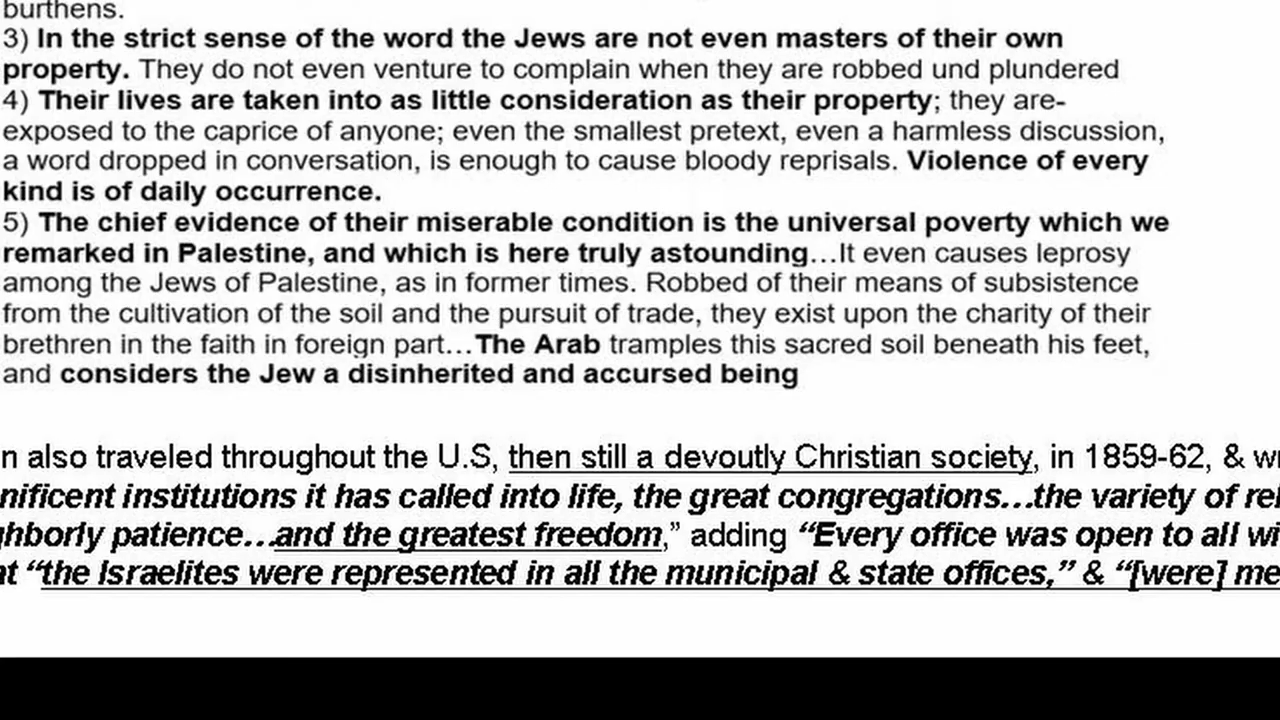 burthens.
3) In the strict sense of the word the Jews are not even masters of their own
property. They do not even venture to complain when they are robbed und plundered
4) Their lives are taken into as little consideration as their property; they are-
exposed to the caprice of anyone; even the smallest pretext, even a harmless discussion,
a word dropped in conversation, is enough to cause bloody reprisals. Violence of every
kind is of daily occurrence.
5) The chief evidence of their miserable condition is the universal poverty which we
remarked in Palestine, and which is here truly astounding…It even causes leprosy
among the Jews of Palestine, as in former times. Robbed of their means of subsistence
from the cultivation of the soil and the pursuit of trade, they exist upon the charity of their
brethren in the faith in foreign part…The Arab tramples this sacred soil beneath his feet,
and considers the Jew a disinherited and accursed being
n also traveled throughout the U.S, then still a devoutly Christian society, in 1859-62, & w
nificent institutions it has called into life, the great congregations…the variety of rel
ghborly patience…and the greatest freedom,” adding “Every office was open to all wi
at “the Israelites were represented in all the municipal & state offices,” & “[were] me